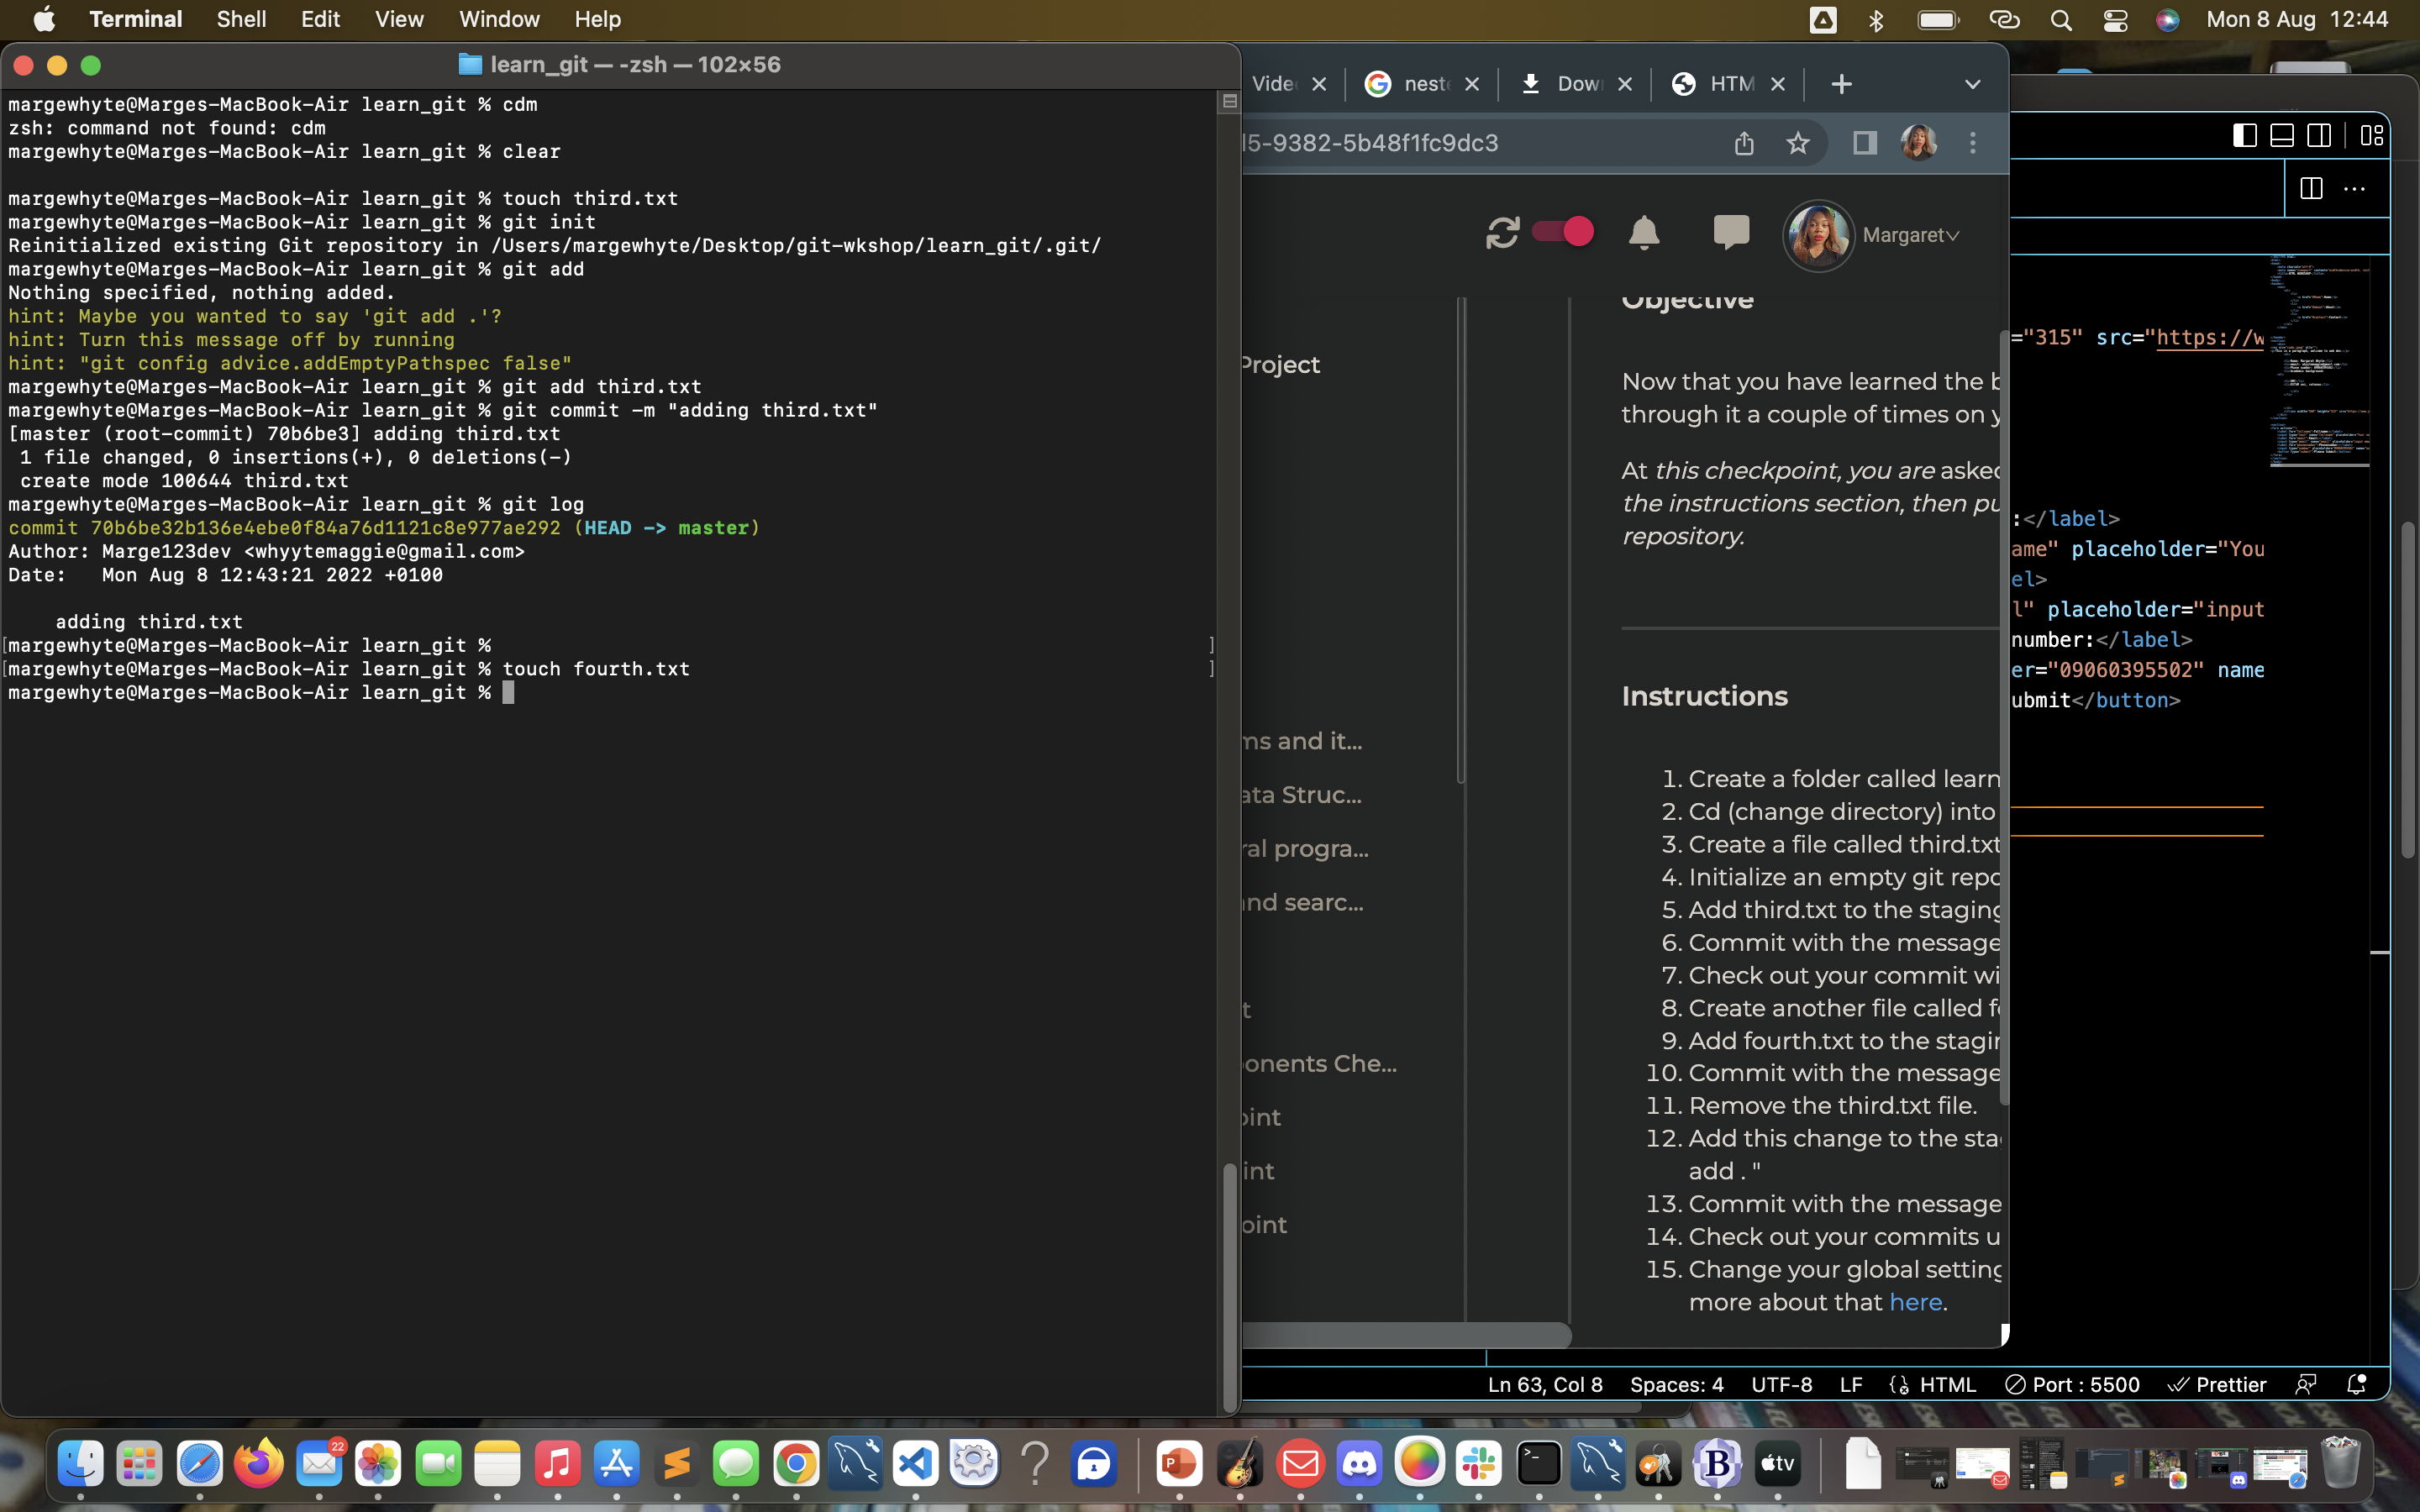 Terminal Shell Edit View Window Help Mon 8 Aug 12:44
learn_git — -zsh — 102×56
margewhyte@Marges-MacBook-Air learn_git % cdm
zsh: command not found: cdm
margewhyte@Marges-MacBook-Air learn_git % clear
margewhyte@Marges-MacBook-Air learn_git % touch third.txt
margewhyte@Marges-MacBook-Air learn_git % git init
Reinitialized existing Git repository in /Users/margewhyte/Desktop/git-wkshop/learn_git/.git/
margewhyte@Marges-MacBook-Air learn_git % git add
Nothing specified, nothing added.
hint: Maybe you wanted to say 'git add .'?
hint: Turn this message off by running
hint: "git config advice.addEmptyPathspec false"
margewhyte@Marges-MacBook-Air learn_git % git add third.txt
margewhyte@Marges-MacBook-Air learn_git % git commit -m "adding third.txt"
[master (root-commit) 70b6be3] adding third.txt
1 file changed, 0 insertions(+), 0 deletions(-)
create mode 100644 third.txt
margewhyte@Marges-MacBook-Air learn_git % git log
commit 70b6be32b136e4ebe0f84a76d1121c8e977ae292 (HEAD -> master)
Author: Marge123dev <whyytemaggie@gmail.com>
Date:   Mon Aug 8 12:43:21 2022 +0100
adding third.txt
[margewhyte@Marges-MacBook-Air learn_git % ]
[margewhyte@Marges-MacBook-Air learn_git % touch fourth.txt ]
margewhyte@Marges-MacBook-Air learn_git %
Vide nest Dow HTM
l5-9382-5b48f1fc9dc3
Margaret
Project
ms and it...
ata Struc...
ral progra...
and searc...
t
ponents Che...
oint
int
oint
Objective
Now that you have learned the b
through it a couple of times on y
At this checkpoint, you are asked
the instructions section, then pu
repository.
Instructions
1. Create a folder called learn
2. Cd (change directory) into
3. Create a file called third.txt
4. Initialize an empty git repo
5. Add third.txt to the staging
6. Commit with the message
7. Check out your commit wi
8. Create another file called fo
9. Add fourth.txt to the stagin
10. Commit with the message
11. Remove the third.txt file.
12. Add this change to the sta
add . "
13. Commit with the message
14. Check out your commits u
15. Change your global setting
more about that here.
="315" src="https://w
:</label>
ame" placeholder="You
el>
l" placeholder="input
number:</label>
er="09060395502" name
ubmit</button>
Ln 63, Col 8 Spaces: 4 UTF-8 LF HTML Port : 5500 Prettier
22
tv